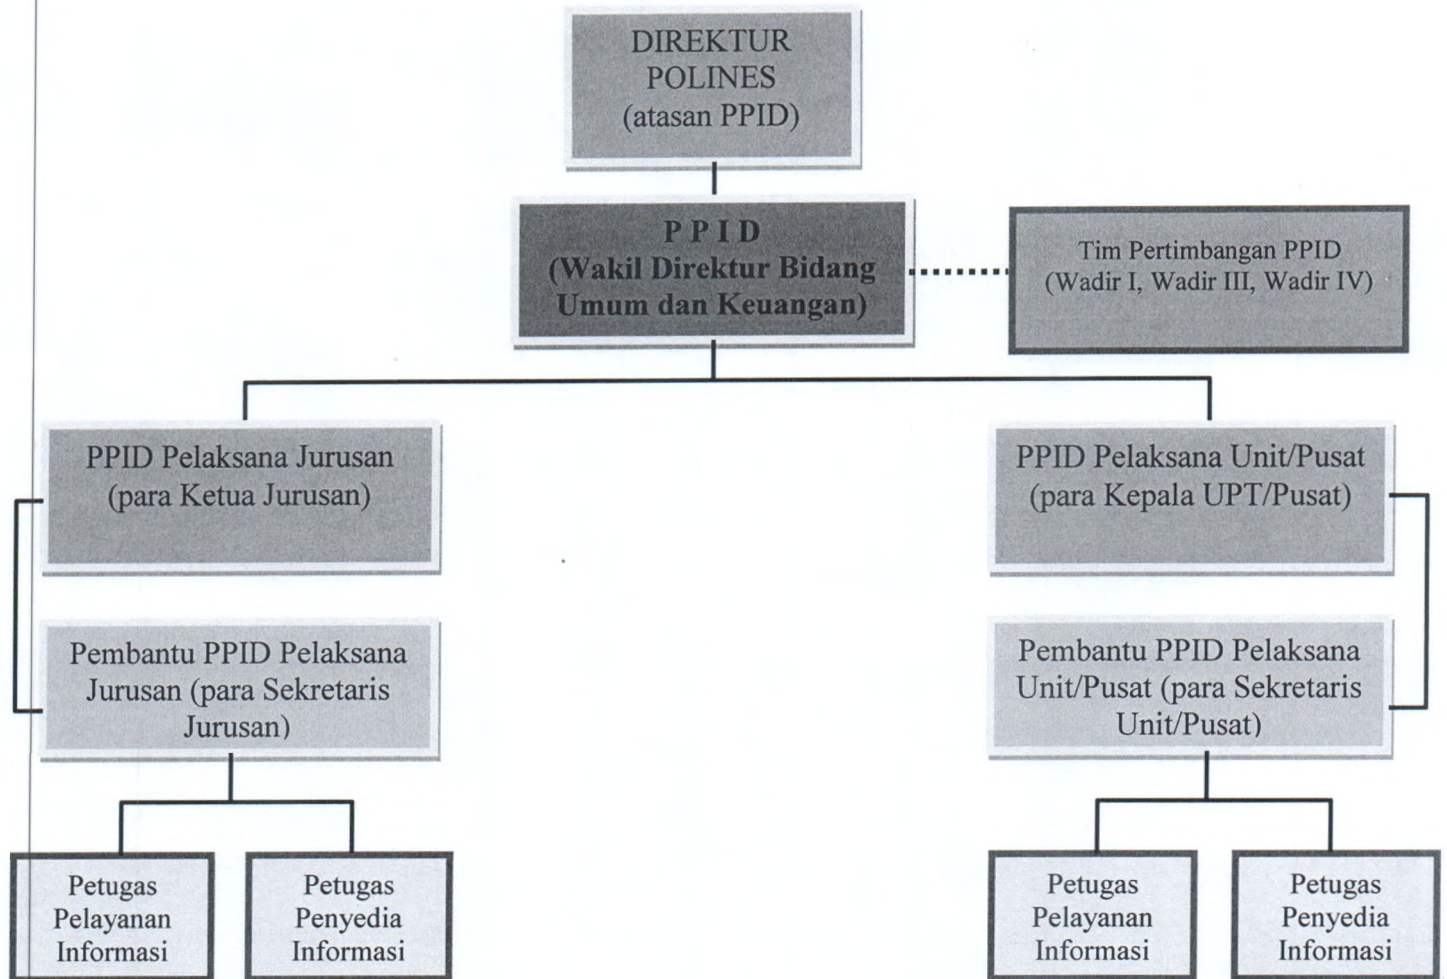 DIREKTUR
POLINES
(atasan PPID)
P P I D
(Wakil Direktur Bidang
Umum dan Keuangan)
Tim Pertimbangan PPID
(Wadir I, Wadir III, Wadir IV)
PPID Pelaksana Jurusan
(para Ketua Jurusan)
PPID Pelaksana Unit/Pusat
(para Kepala UPT/Pusat)
Pembantu PPID Pelaksana
Jurusan (para Sekretaris
Jurusan)
Pembantu PPID Pelaksana
Unit/Pusat (para Sekretaris
Unit/Pusat)
Petugas
Pelayanan
Informasi
Petugas
Penyedia
Informasi
Petugas
Pelayanan
Informasi
Petugas
Penyedia
Informasi